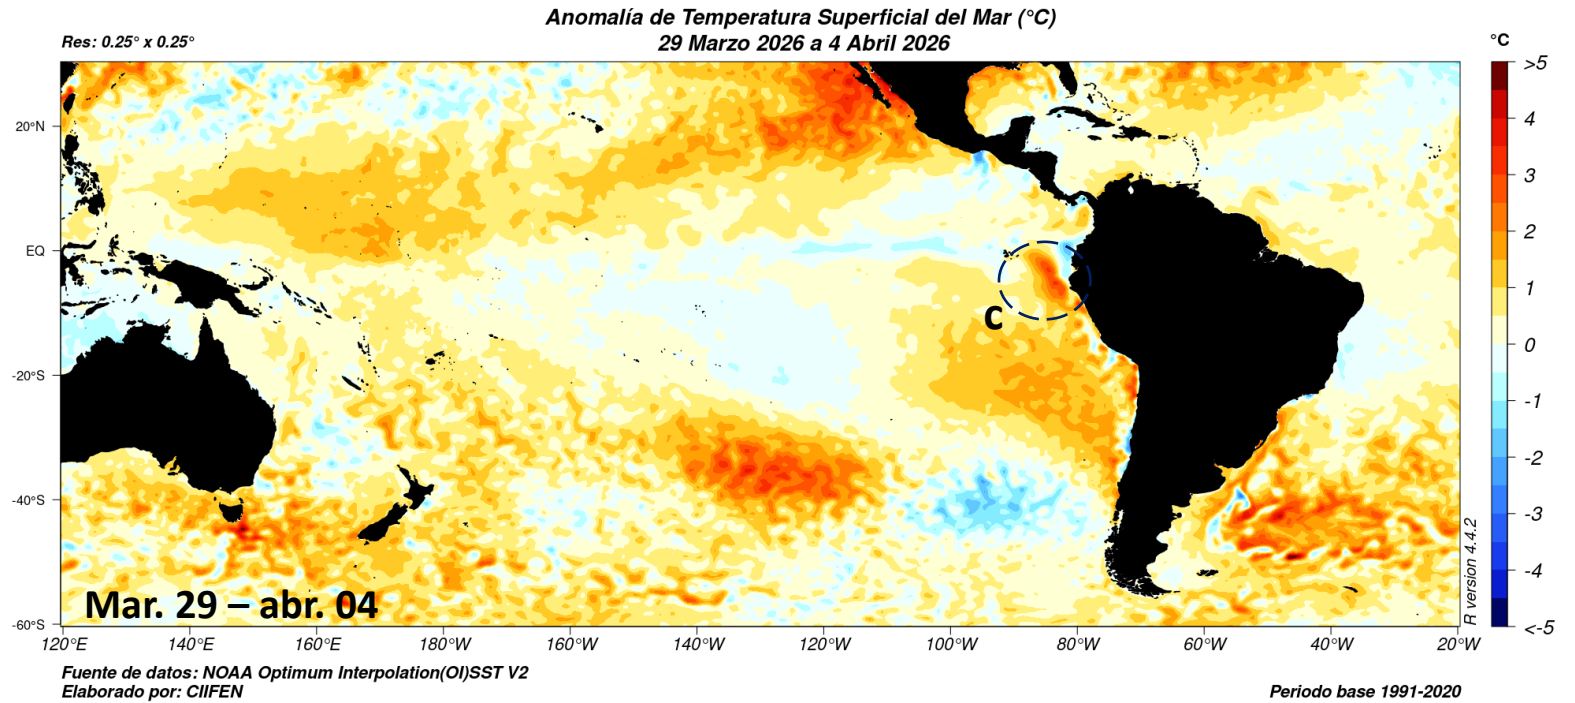 Anomalía de Temperatura Superficial del Mar (°C)
Res: 0.25° x 0.25°
29 Marzo 2026 a 4 Abril 2026
°C
>5
4
3
2
1
0
-1
-2
-3
-4
<-5
20°N
EQ
-20°S
-40°S
-60°S
C
Mar. 29 – abr. 04
R version 4.4.2
120°E
140°E
160°E
180°W
160°W
140°W
120°W
100°W
80°W
60°W
40°W
20°W
Fuente de datos: NOAA Optimum Interpolation(OI)SST V2
Elaborado por: CIIFEN
Periodo base 1991-2020